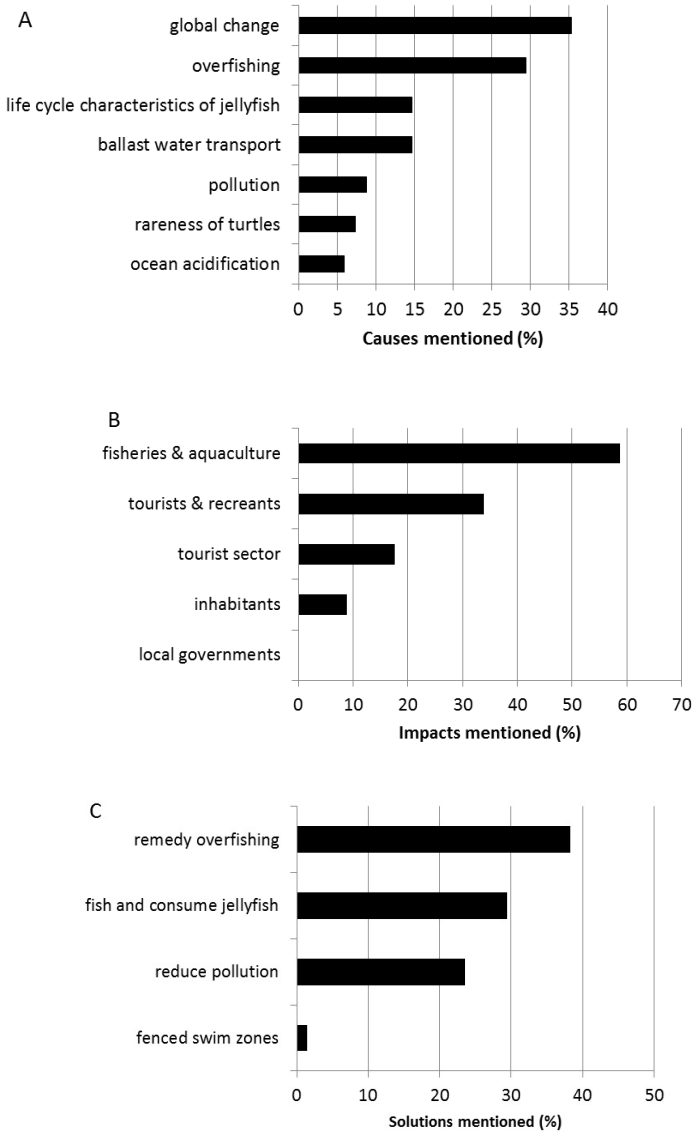 A
global change
overfishing
life cycle characteristics of jellyfish
ballast water transport
pollution
rareness of turtles
ocean acidification
0 5 10 15 20 25 30 35 40
Causes mentioned (%)
B
fisheries & aquaculture
tourists & recreants
tourist sector
inhabitants
local governments
0 10 20 30 40 50 60 70
Impacts mentioned (%)
C
remedy overfishing
fish and consume jellyfish
reduce pollution
fenced swim zones
0 10 20 30 40 50
Solutions mentioned (%)